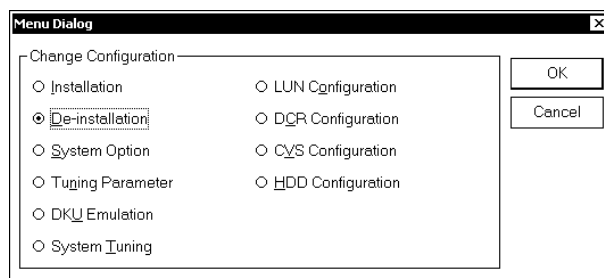 Menu Dialog
Change Configuration
Installation
De-installation
System Option
Tuning Parameter
DKU Emulation
System Tuning
LUN Configuration
DCR Configuration
CVS Configuration
HDD Configuration
OK
Cancel